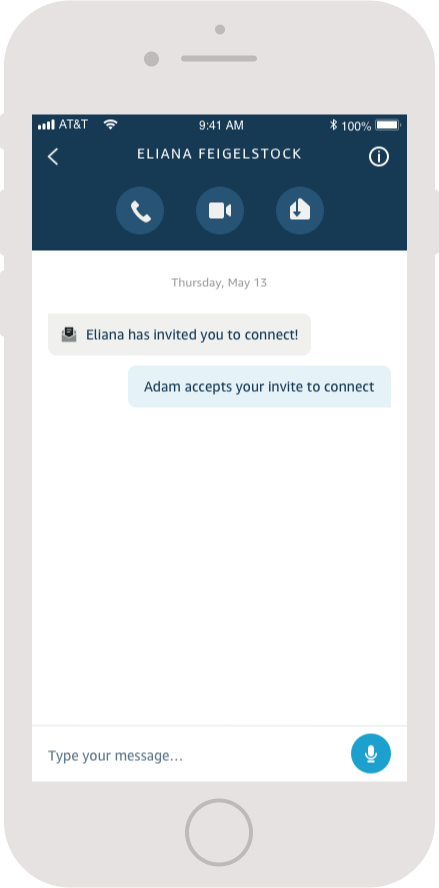 AT&T 9:41 AM 100%
ELIANA FEIGELSTOCK
Thursday, May 13
Eliana has invited you to connect!
Adam accepts your invite to connect
Type your message...